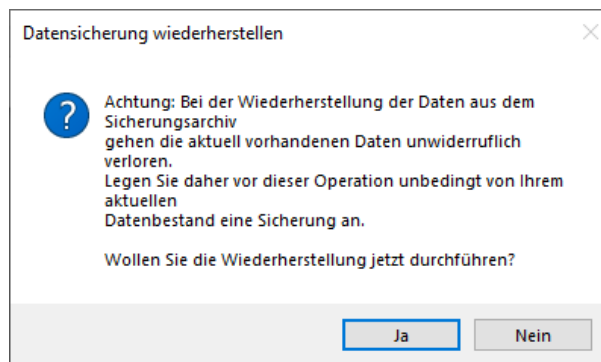 Datensicherung wiederherstellen
Achtung: Bei der Wiederherstellung der Daten aus dem
Sicherungsarchiv
gehen die aktuell vorhandenen Daten unwiderruflich
verloren.
Legen Sie daher vor dieser Operation unbedingt von Ihrem
aktuellen
Datenbestand eine Sicherung an.
Wollen Sie die Wiederherstellung jetzt durchführen?
Ja
Nein